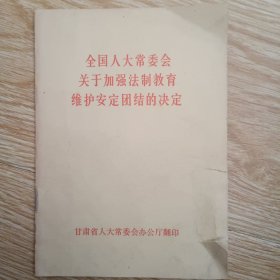 全国人大常委会
关于加强法制教育
维护安定团结的决定
甘肃省人大常委会办公厅翻印